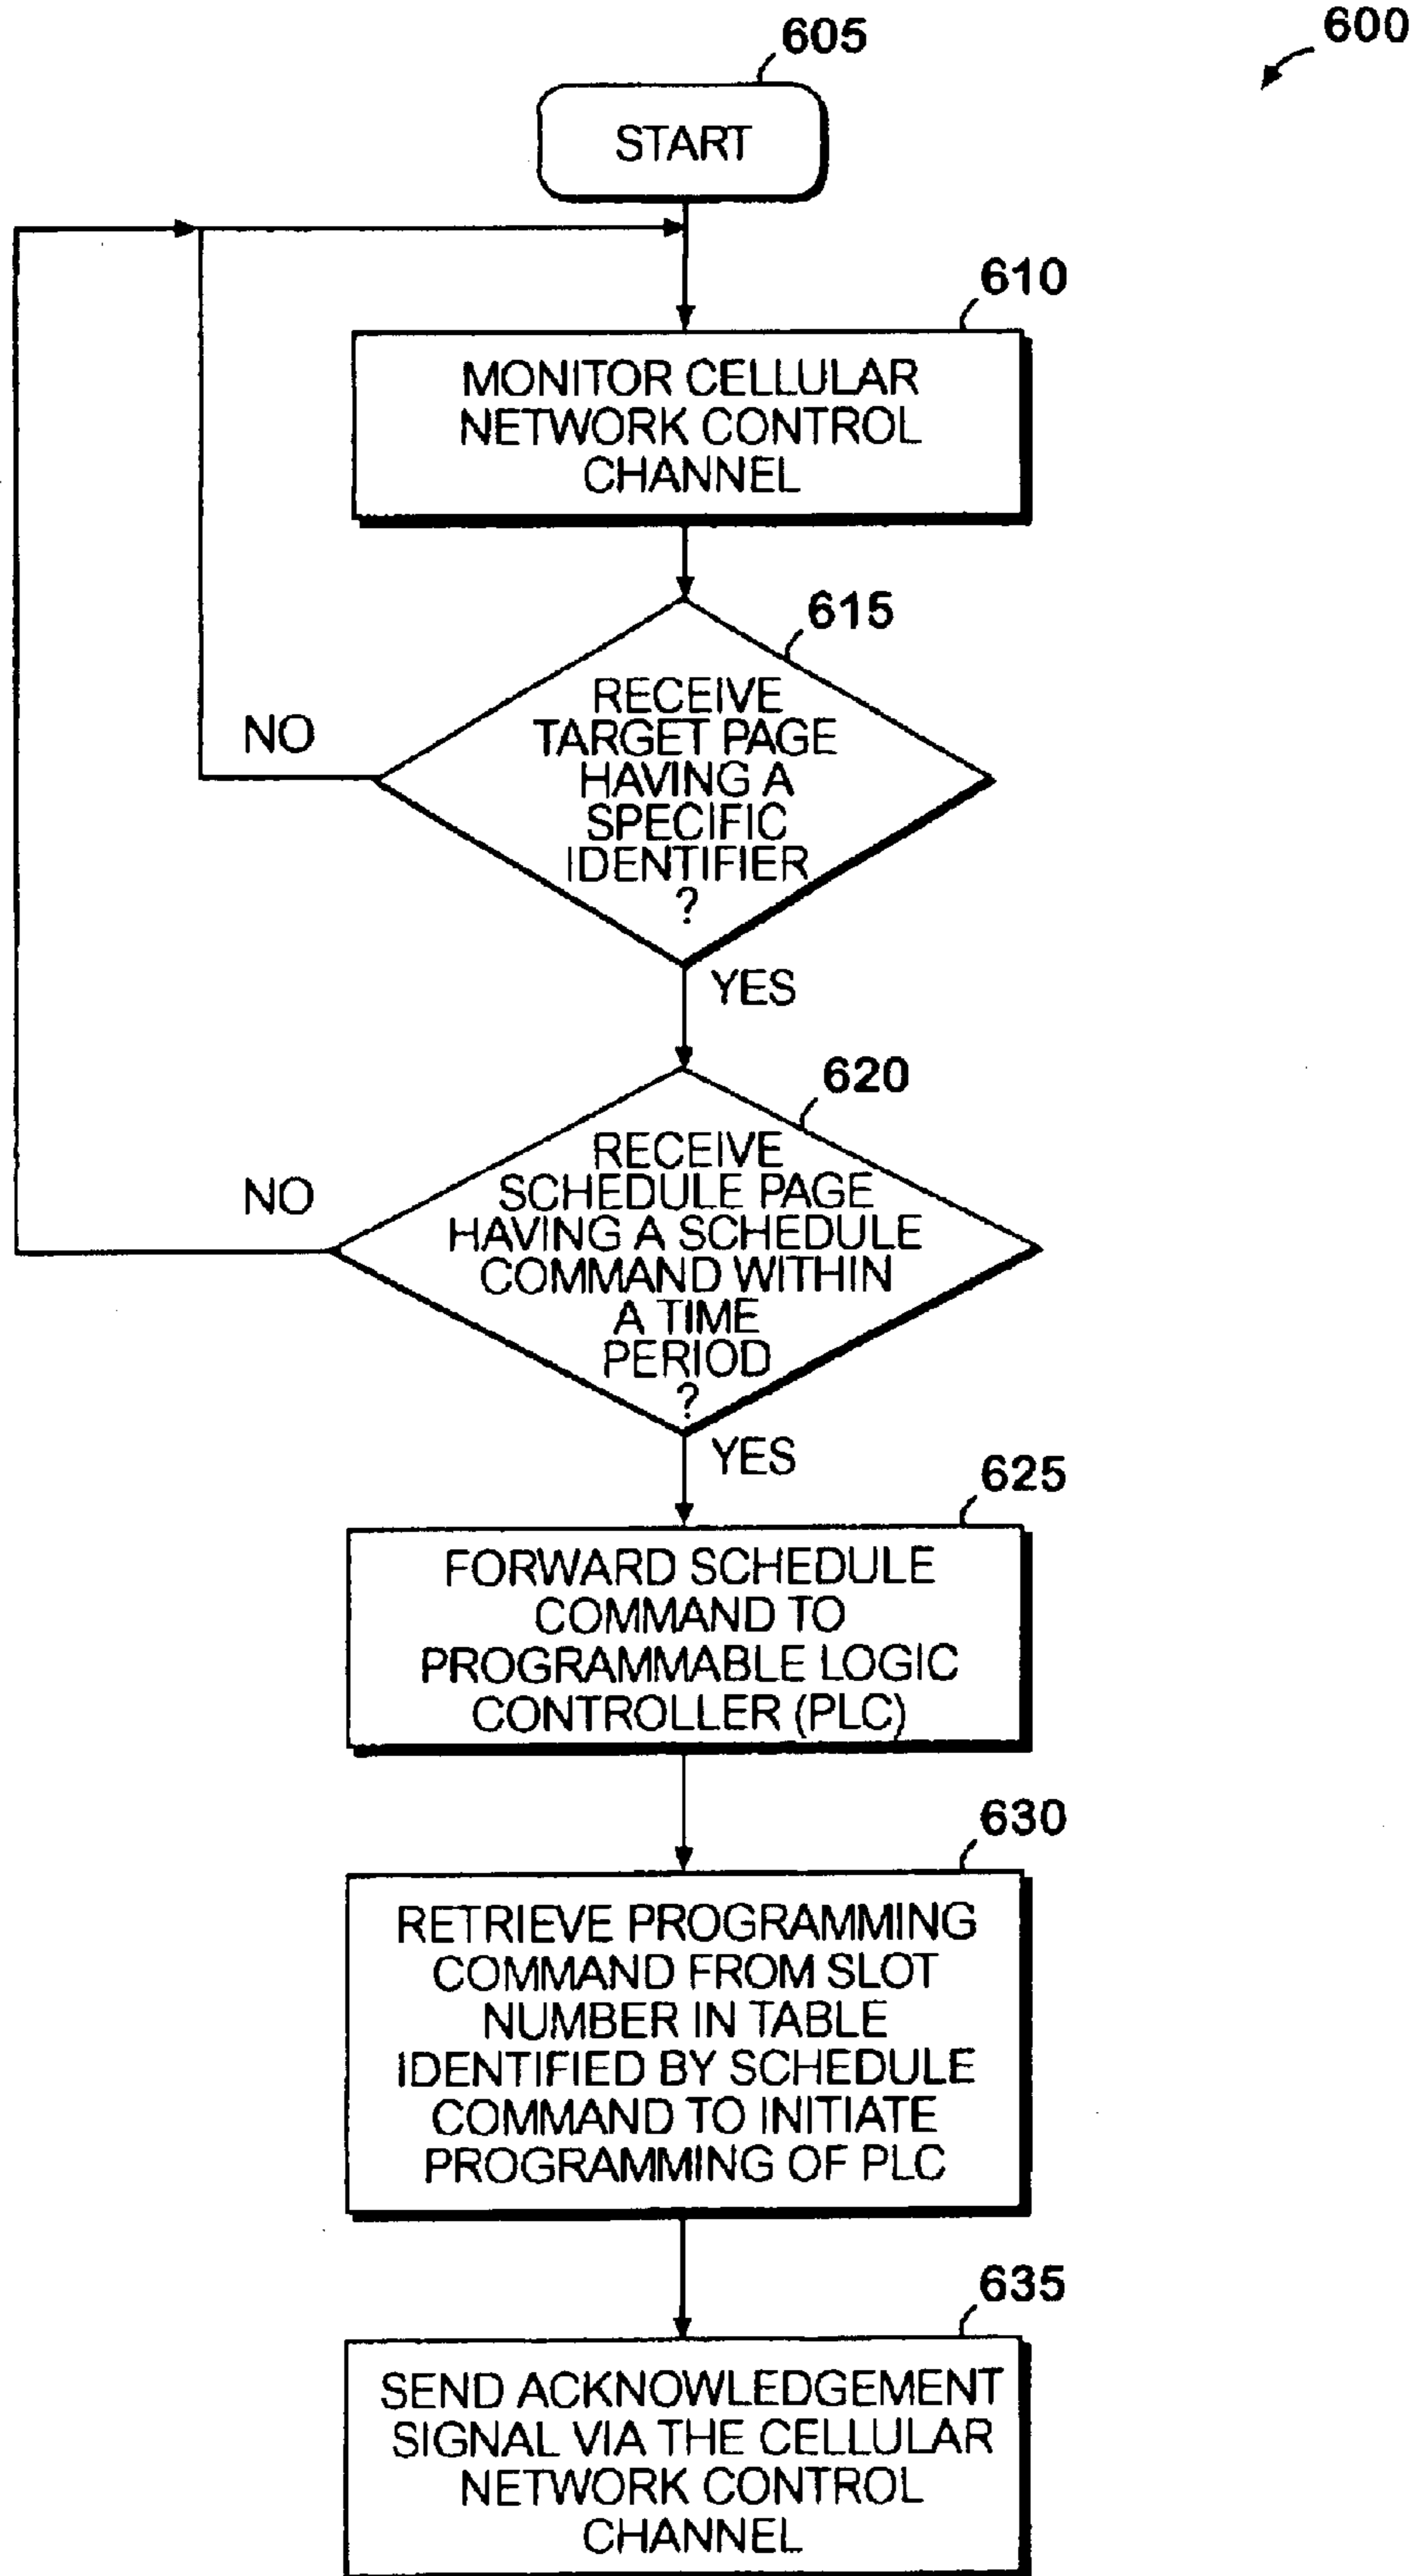 600
605
START
610
MONITOR CELLULAR
NETWORK CONTROL
CHANNEL
615
RECEIVE
TARGET PAGE
HAVING A
SPECIFIC
IDENTIFIER
?
NO
YES
620
RECEIVE
SCHEDULE PAGE
HAVING A SCHEDULE
COMMAND WITHIN
A TIME
PERIOD
?
NO
YES
625
FORWARD SCHEDULE
COMMAND TO
PROGRAMMABLE LOGIC
CONTROLLER (PLC)
630
RETRIEVE PROGRAMMING
COMMAND FROM SLOT
NUMBER IN TABLE
IDENTIFIED BY SCHEDULE
COMMAND TO INITIATE
PROGRAMMING OF PLC
635
SEND ACKNOWLEDGEMENT
SIGNAL VIA THE CELLULAR
NETWORK CONTROL
CHANNEL